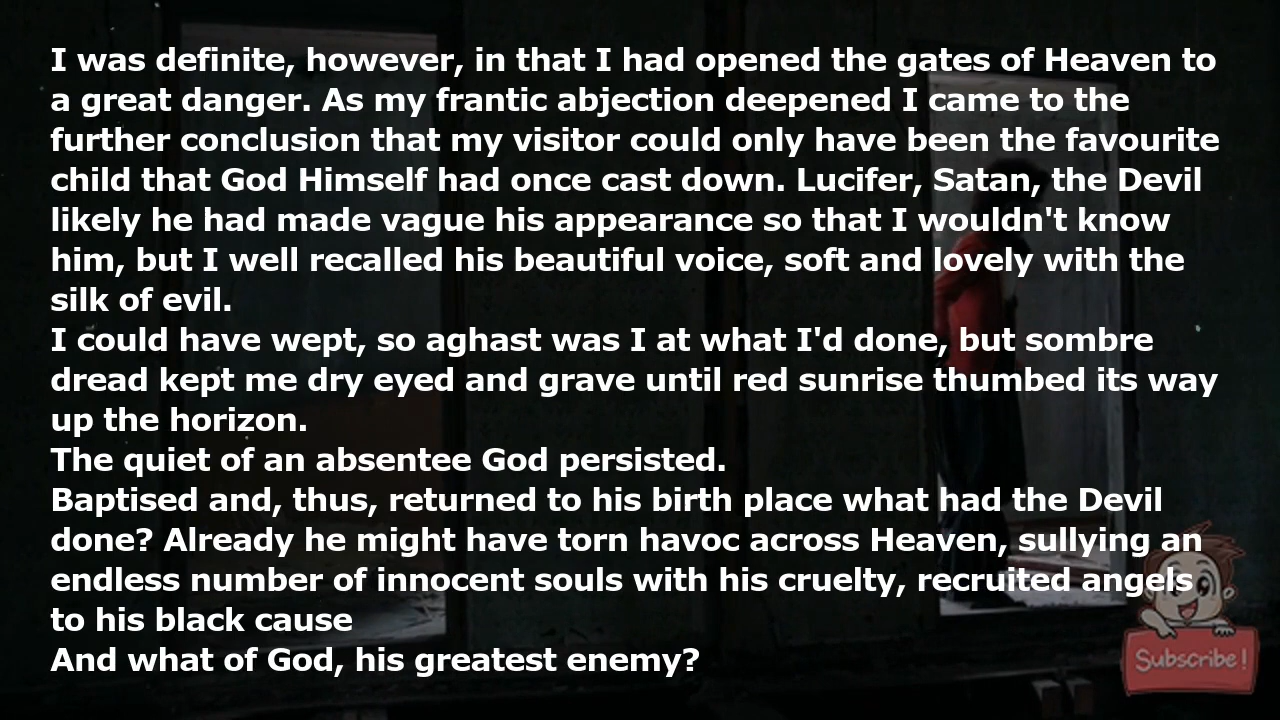 I was definite, however, in that I had opened the gates of Heaven to
a great danger. As my frantic abjection deepened I came to the
further conclusion that my visitor could only have been the favourite
child that God Himself had once cast down. Lucifer, Satan, the Devil
likely he had made vague his appearance so that I wouldn't know
him, but I well recalled his beautiful voice, soft and lovely with the
silk of evil.
I could have wept, so aghast was I at what I'd done, but sombre
dread kept me dry eyed and grave until red sunrise thumbed its way
up the horizon.
The quiet of an absentee God persisted.
Baptised and, thus, returned to his birth place what had the Devil
done? Already he might have torn havoc across Heaven, sullying an
endless number of innocent souls with his cruelty, recruited angels
to his black cause
And what of God, his greatest enemy?
Subscribe!